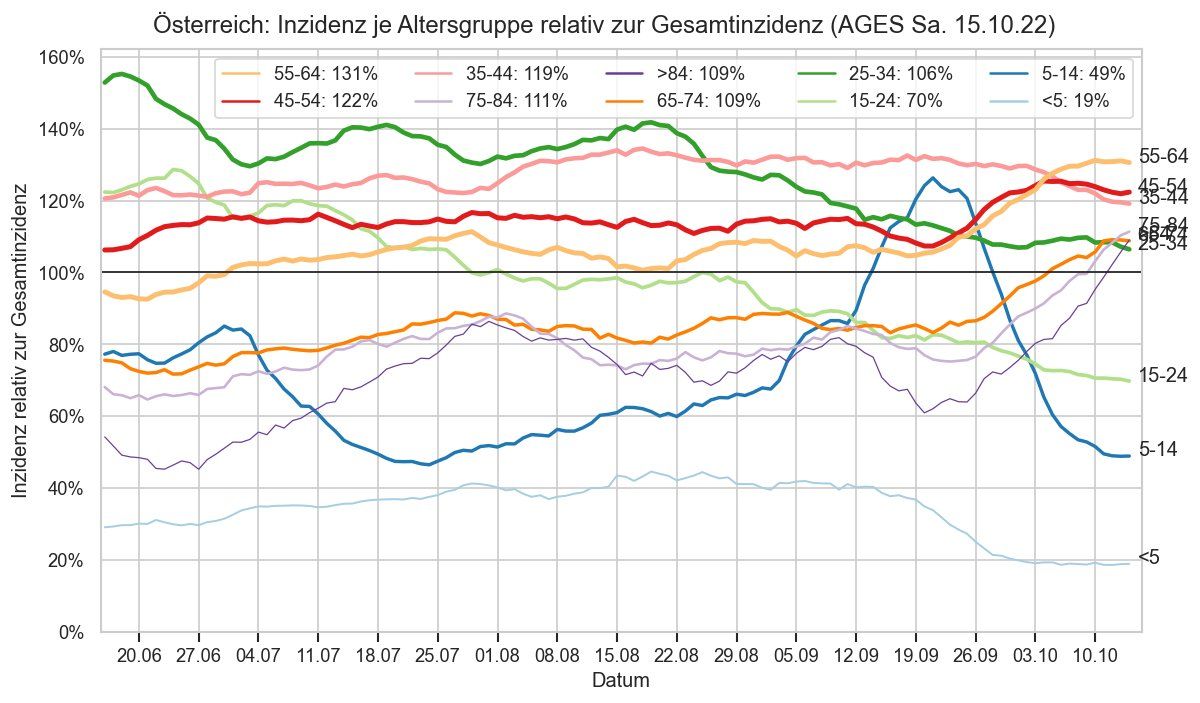 Österreich: Inzidenz je Altersgruppe relativ zur Gesamtinzidenz (AGES Sa. 15.10.22)
55-64: 131% 35-44: 119% >84: 109% 25-34: 106% 5-14: 49%
45-54: 122% 75-84: 111% 65-74: 109% 15-24: 70% <5: 19%
Inzidenz relativ zur Gesamtinzidenz
160%
140%
120%
100%
80%
60%
40%
20%
0%
55-64
45-54
35-44
75-84
25-34
15-24
5-14
<5
20.06 27.06 04.07 11.07 18.07 25.07 01.08 08.08 15.08 22.08 29.08 05.09 12.09 19.09 26.09 03.10 10.10
Datum